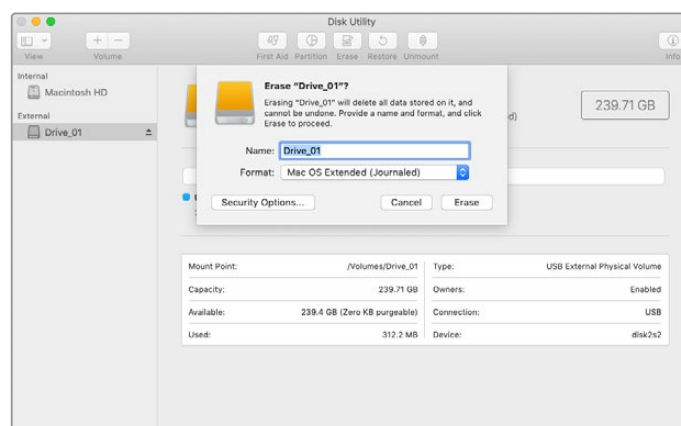 Disk Utility
View
Volume
First Aid
Partition
Erase
Restore
Unmount
Info
Internal
Macintosh HD
External
Drive_01
Erase “Drive_01”?
Erasing “Drive_01” will delete all data stored on it, and
cannot be undone. Provide a name and format, and click
Erase to proceed.
Name: Drive_01
Format: Mac OS Extended (Journaled)
Security Options...
Cancel
Erase
d)
239.71 GB
Mount Point: /Volumes/Drive_01
Type: USB External Physical Volume
Capacity: 239.71 GB
Owners: Enabled
Available: 239.4 GB (Zero KB purgeable)
Connection: USB
Used: 312.2 MB
Device: disk2s2